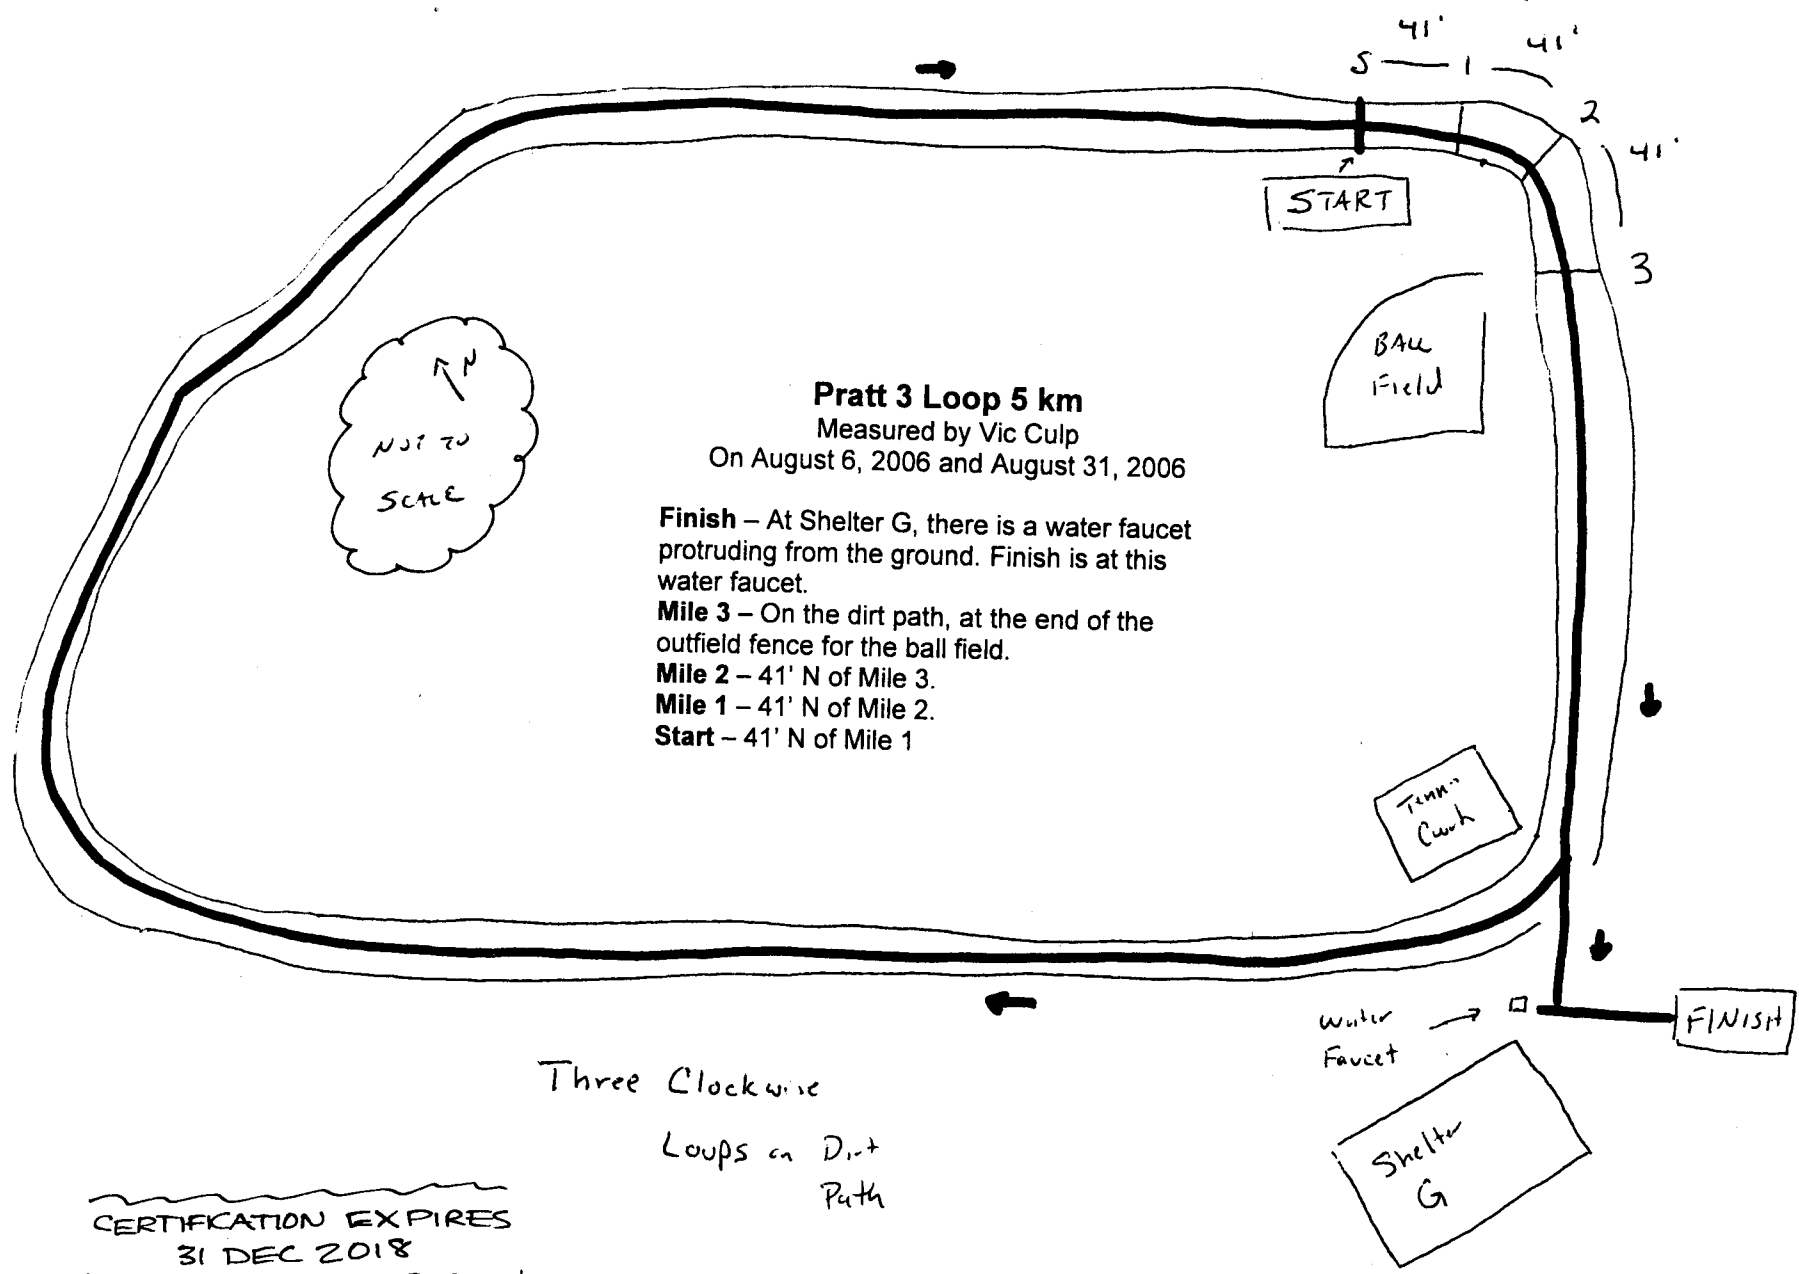 41'
41'
S 1
2
41'
START
3
N
NOT TO
SCALE
BALL
Field
Pratt 3 Loop 5 km
Measured by Vic Culp
On August 6, 2006 and August 31, 2006
Finish – At Shelter G, there is a water faucet
protruding from the ground. Finish is at this
water faucet.
Mile 3 – On the dirt path, at the end of the
outfield fence for the ball field.
Mile 2 – 41' N of Mile 3.
Mile 1 – 41' N of Mile 2.
Start – 41' N of Mile 1
Water
Faucet
FINISH
Three Clockwise
Loops on Dirt
Path
Shelter
G
CERTIFICATION EXPIRES
31 DEC 2018